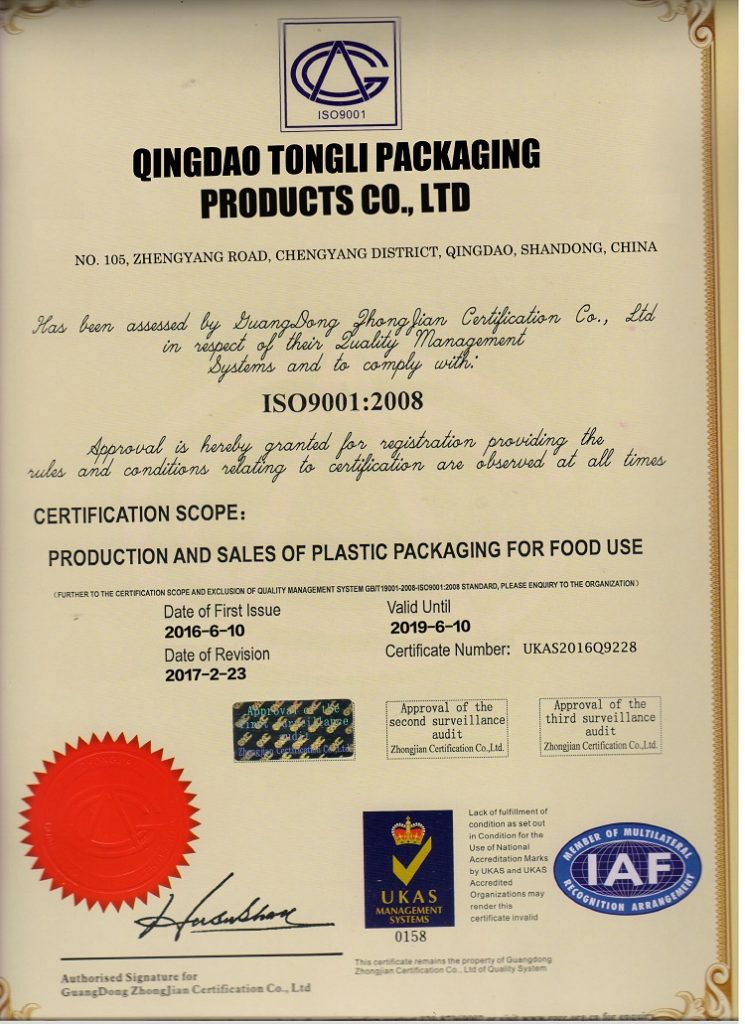 ISO9001
QINGDAO TONGLI PACKAGING
PRODUCTS CO., LTD
NO. 105, ZHENGYANG ROAD, CHENGYANG DISTRICT, QINGDAO, SHANDONG, CHINA
Has been assessed by GuangDong ZhongJian Certification Co., Ltd
in respect of their Quality Management
Systems and to comply with:
ISO9001:2008
Approval is hereby granted for registration providing the
rules and conditions relating to certification are observed at all times
CERTIFICATION SCOPE:
PRODUCTION AND SALES OF PLASTIC PACKAGING FOR FOOD USE
(FURTHER TO THE CERTIFICATION SCOPE AND EXCLUSION OF QUALITY MANAGEMENT SYSTEM GB/T19001-2008-ISO9001:2008 STANDARD, PLEASE ENQUIRY TO THE ORGANIZATION)
Date of First Issue
2016-6-10
Valid Until
2019-6-10
Date of Revision
2017-2-23
Certificate Number: UKAS2016Q9228
Approval of the
first surveillance
audit
Zhongjian Certification Co.,Ltd.
Approval of the
second surveillance
audit
Zhongjian Certification Co.,Ltd.
Approval of the
third surveillance
audit
Zhongjian Certification Co.,Ltd.
UKAS
MANAGEMENT
SYSTEMS
0158
Lack of fulfillment of
condition as set out
in Condition for the
Use of National
Accreditation Marks
by UKAS and UKAS
Accredited
Organizations may
render this
certificate invalid
MEMBER OF MULTILATERAL
IAF
RECOGNITION ARRANGEMENT
Authorised Signature for
GuangDong ZhongJian Certification Co., Ltd
This certificate remains the property of Guangdong
Zhongjian Certification Co., Ltd of Quality System